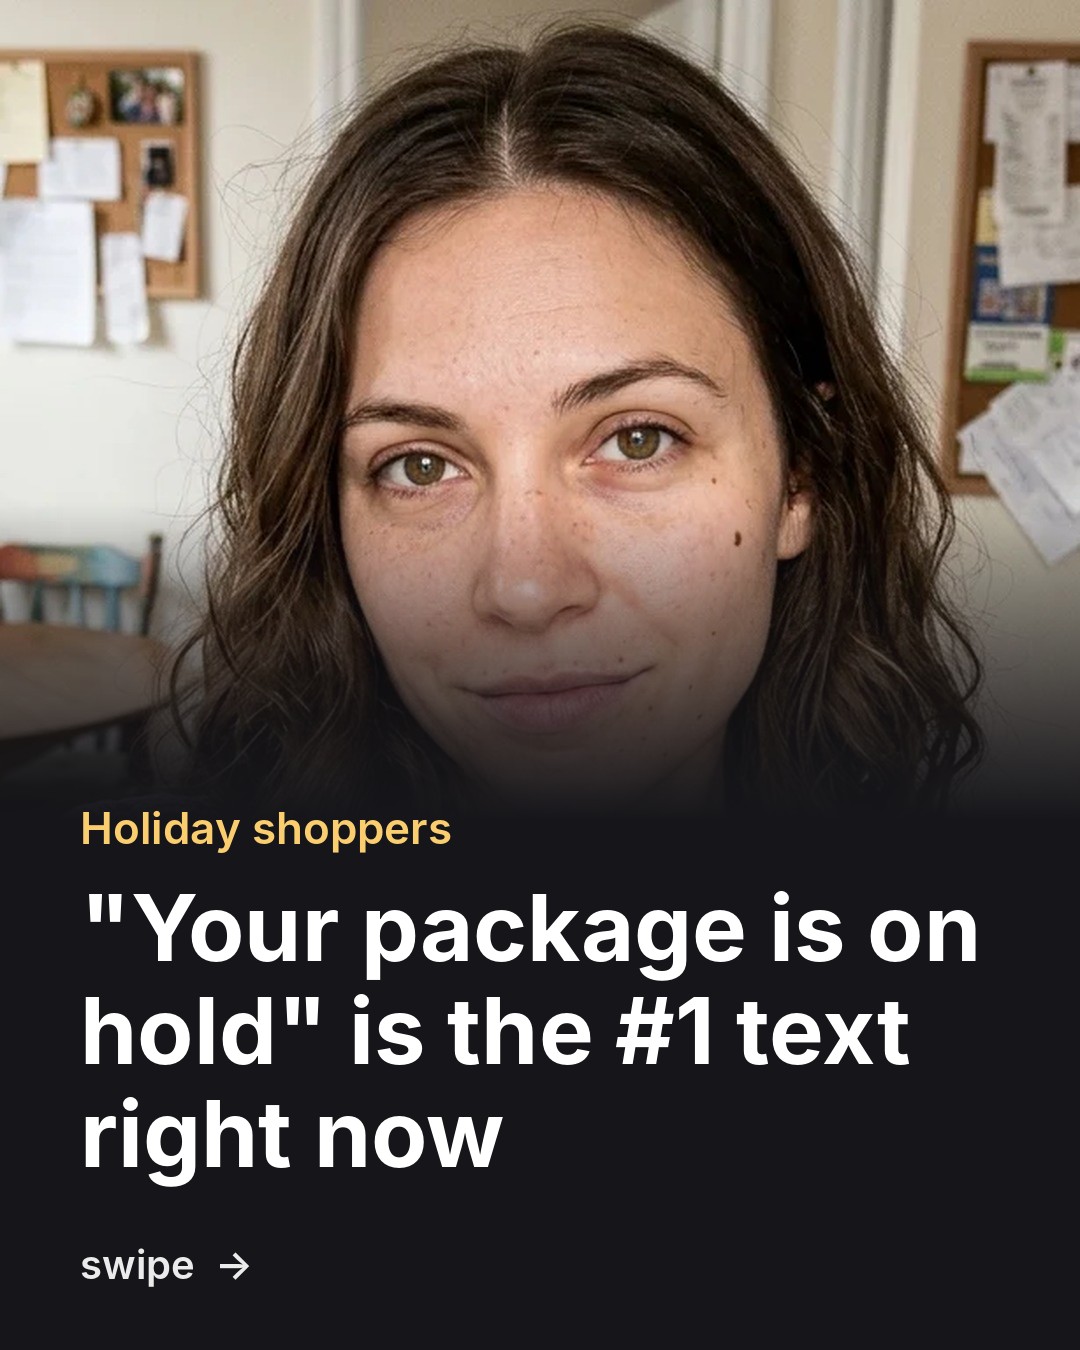 Holiday shoppers
"Your package is on
hold" is the #1 text
right now
swipe →